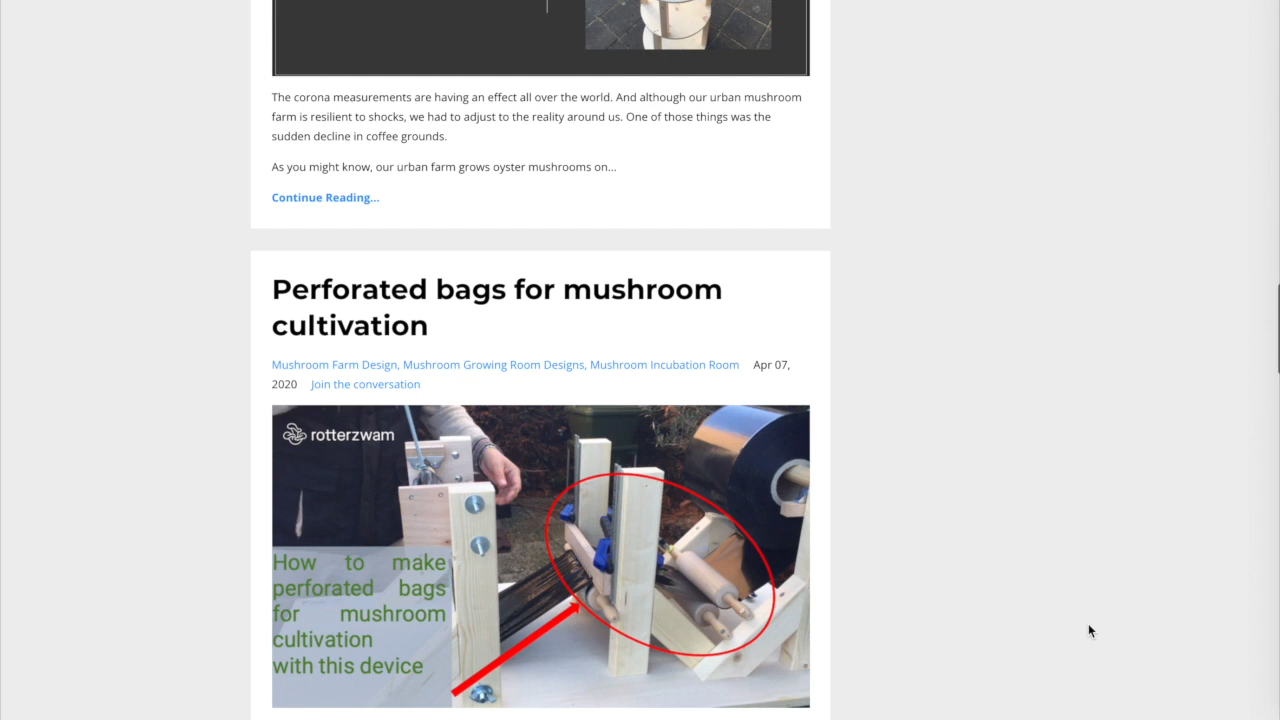 The corona measurements are having an effect all over the world. And although our urban mushroom
farm is resilient to shocks, we had to adjust to the reality around us. One of those things was the
sudden decline in coffee grounds.
As you might know, our urban farm grows oyster mushrooms on...
Continue Reading...
Perforated bags for mushroom
cultivation
Mushroom Farm Design, Mushroom Growing Room Designs, Mushroom Incubation Room Apr 07,
2020 Join the conversation
rotterzwam
How to make
perforated bags
for mushroom
cultivation
with this device